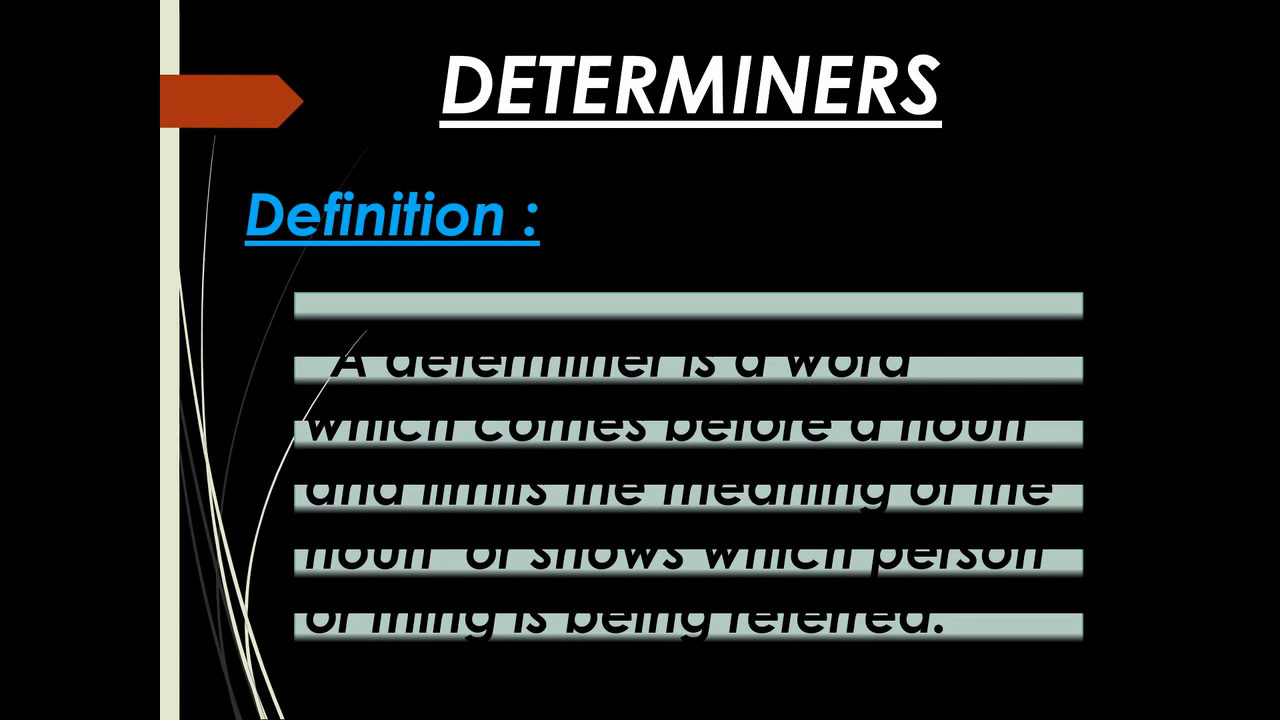 DETERMINERS
Definition :
A determiner is a word
which comes before a noun
and limits the meaning of the
noun or shows which person
or thing is being referred.